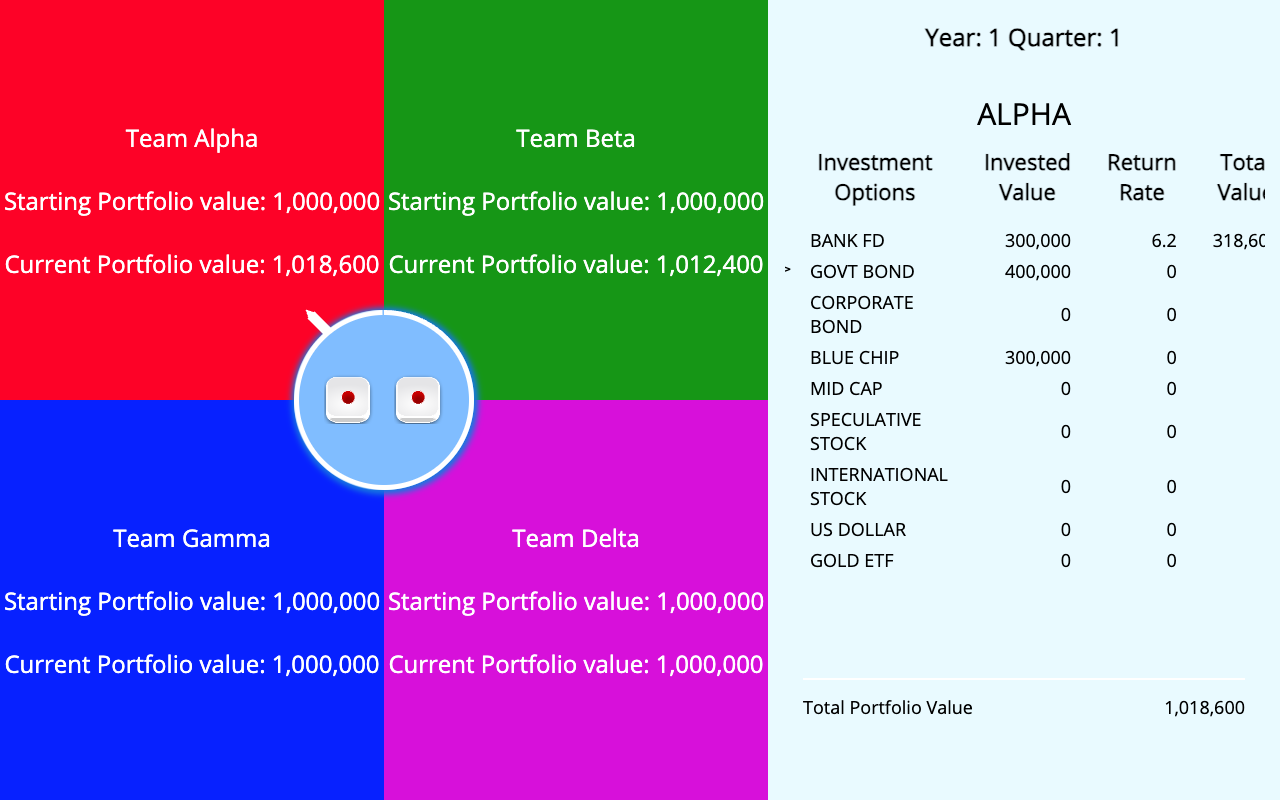 Team Alpha
Starting Portfolio value: 1,000,000
Current Portfolio value: 1,018,600
Team Beta
Starting Portfolio value: 1,000,000
Current Portfolio value: 1,012,400
Team Gamma
Starting Portfolio value: 1,000,000
Current Portfolio value: 1,000,000
Team Delta
Starting Portfolio value: 1,000,000
Current Portfolio value: 1,000,000
Year: 1 Quarter: 1
ALPHA
Investment Invested Return Tota
Options Value Rate Valu
BANK FD 300,000 6.2 318,60
> GOVT BOND 400,000 0
CORPORATE
BOND 0 0
BLUE CHIP 300,000 0
MID CAP 0 0
SPECULATIVE
STOCK 0 0
INTERNATIONAL
STOCK 0 0
US DOLLAR 0 0
GOLD ETF 0 0
Total Portfolio Value 1,018,600